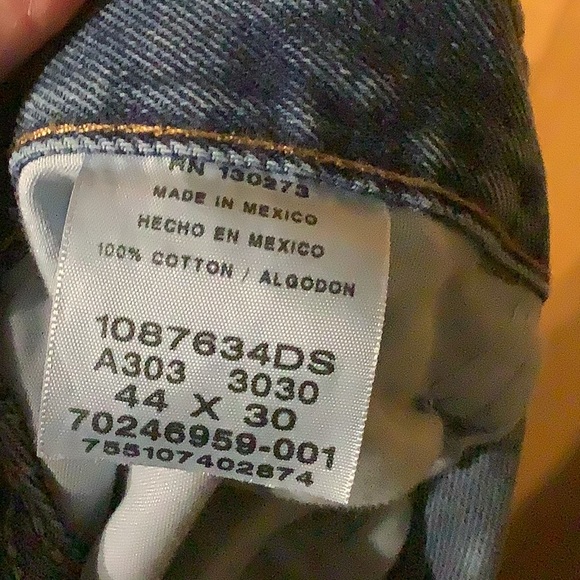 RN 130273
MADE IN MEXICO
HECHO EN MEXICO
100% COTTON / ALGODON
1087634DS
A303 3030
44 X 30
70246959-001
755107402874